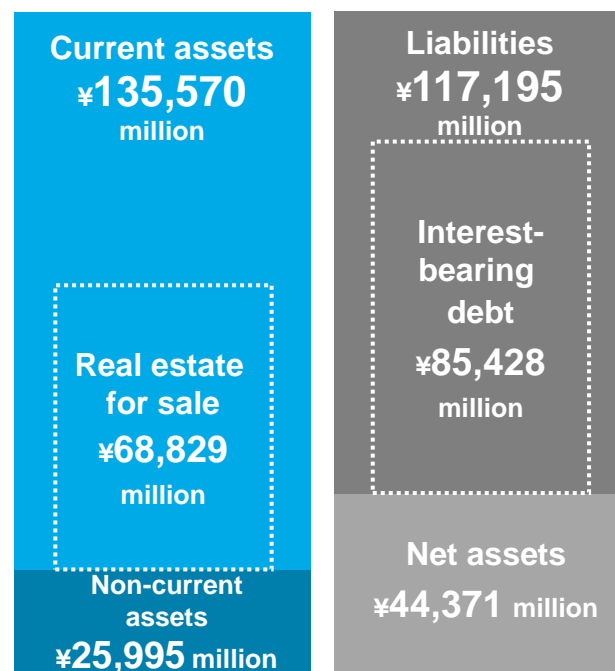 Current assets
¥135,570
million
Real estate
for sale
¥68,829
million
Non-current
assets
¥25,995 million
Liabilities
¥117,195
million
Interest-
bearing
debt
¥85,428
million
Net assets
¥44,371 million